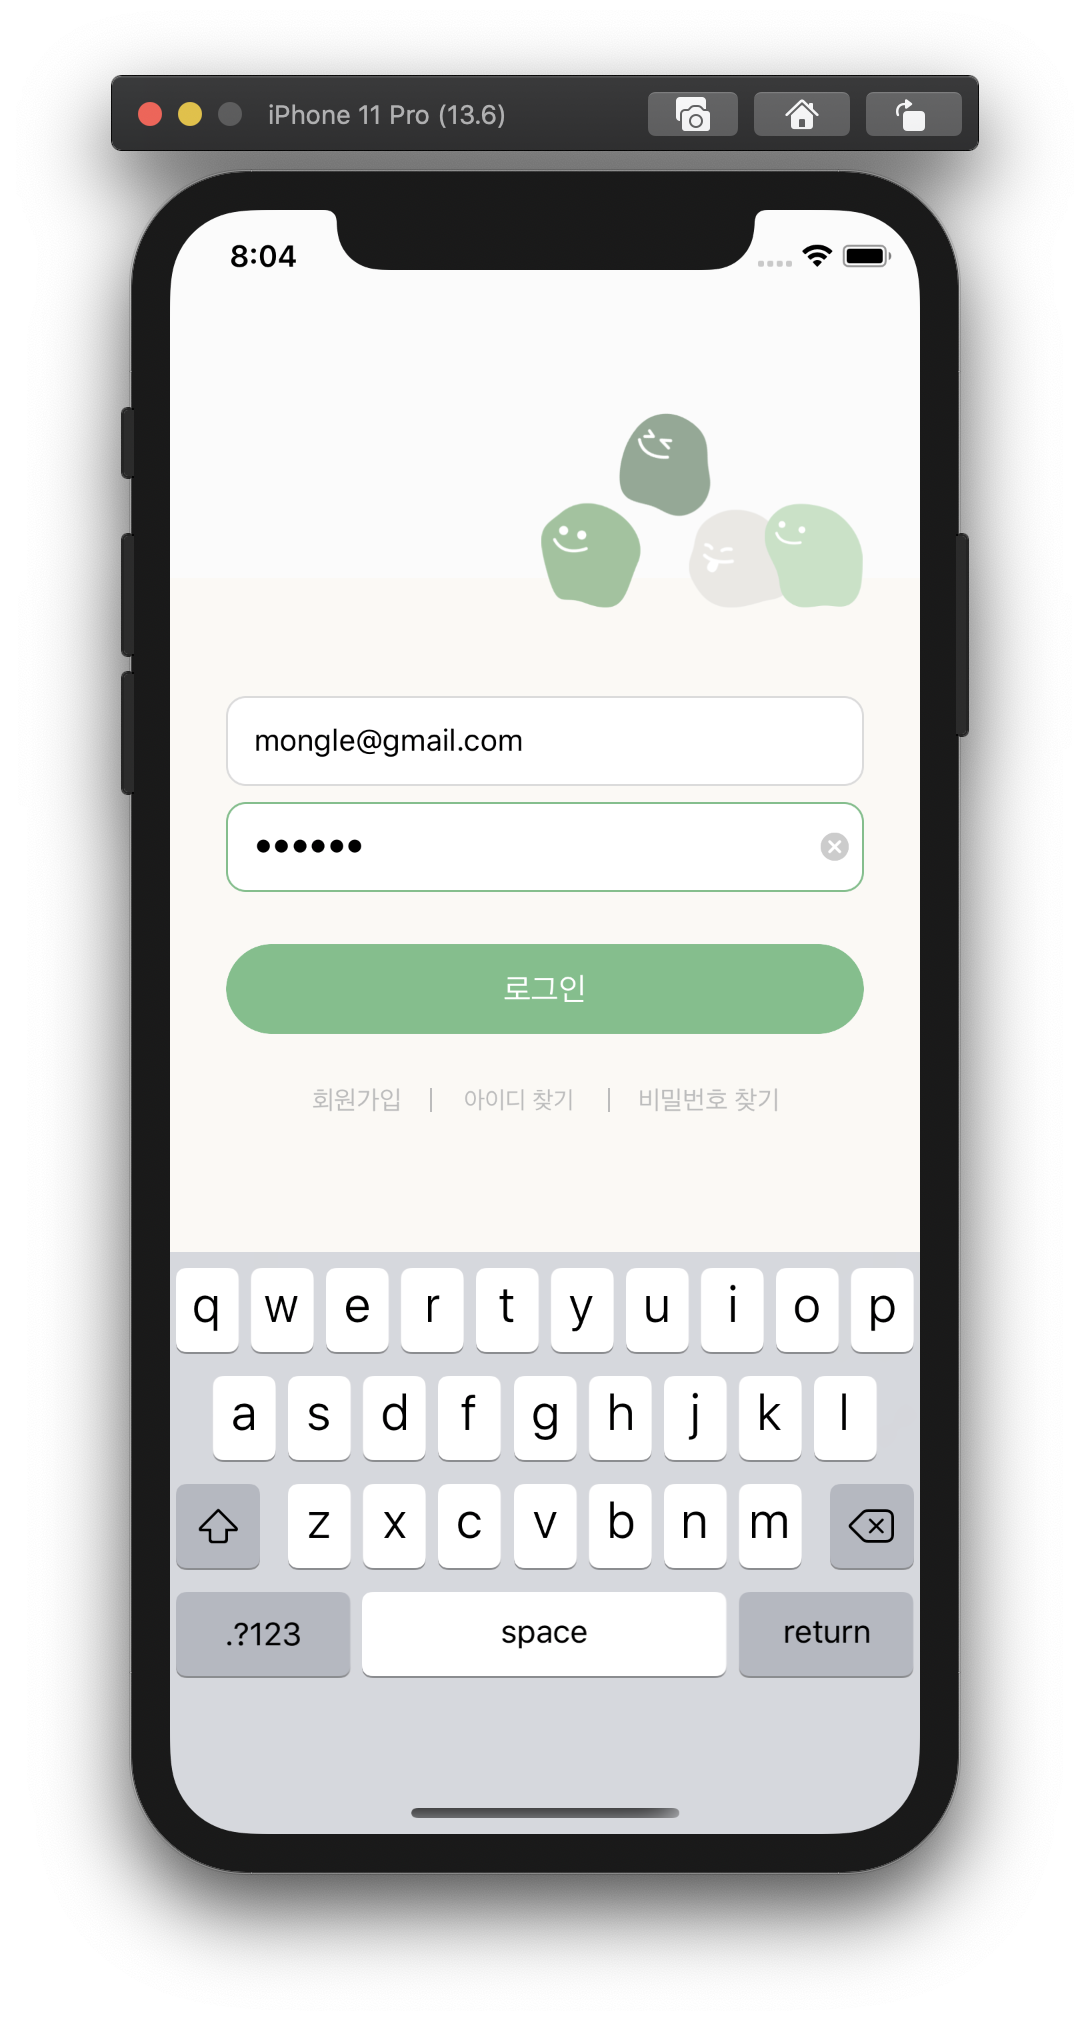 iPhone 11 Pro (13.6)
8:04
mongle@gmail.com
••••••
로그인
회원가입 | 아이디 찾기 | 비밀번호 찾기
q w e r t y u i o p
a s d f g h j k l
z x c v b n m
.?123 space return